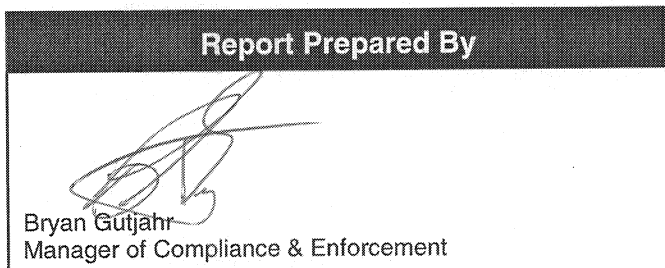 Report Prepared By
Bryan Gutjahr
Manager of Compliance & Enforcement